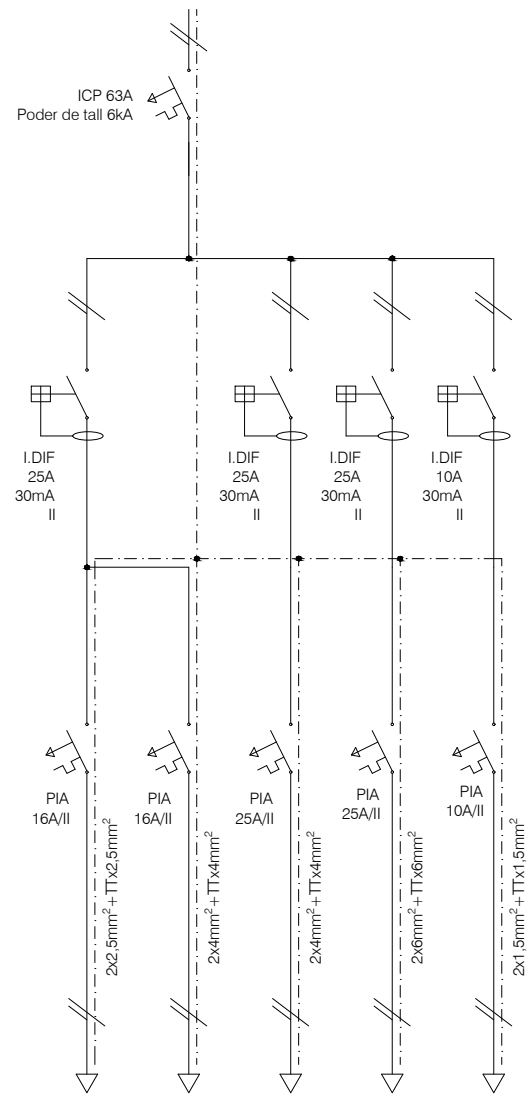 ICP 63A
Poder de tall 6kA
I.DIF
25A
30mA
II
I.DIF
25A
30mA
II
I.DIF
25A
30mA
II
I.DIF
10A
30mA
II
PIA
16A/II
PIA
16A/II
PIA
25A/II
PIA
25A/II
PIA
10A/II
2x2,5mm²+TTx2,5mm²
2x4mm²+TTx4mm²
2x4mm²+TTx4mm²
2x6mm²+TTx6mm²
2x1,5mm²+TTx1,5mm²